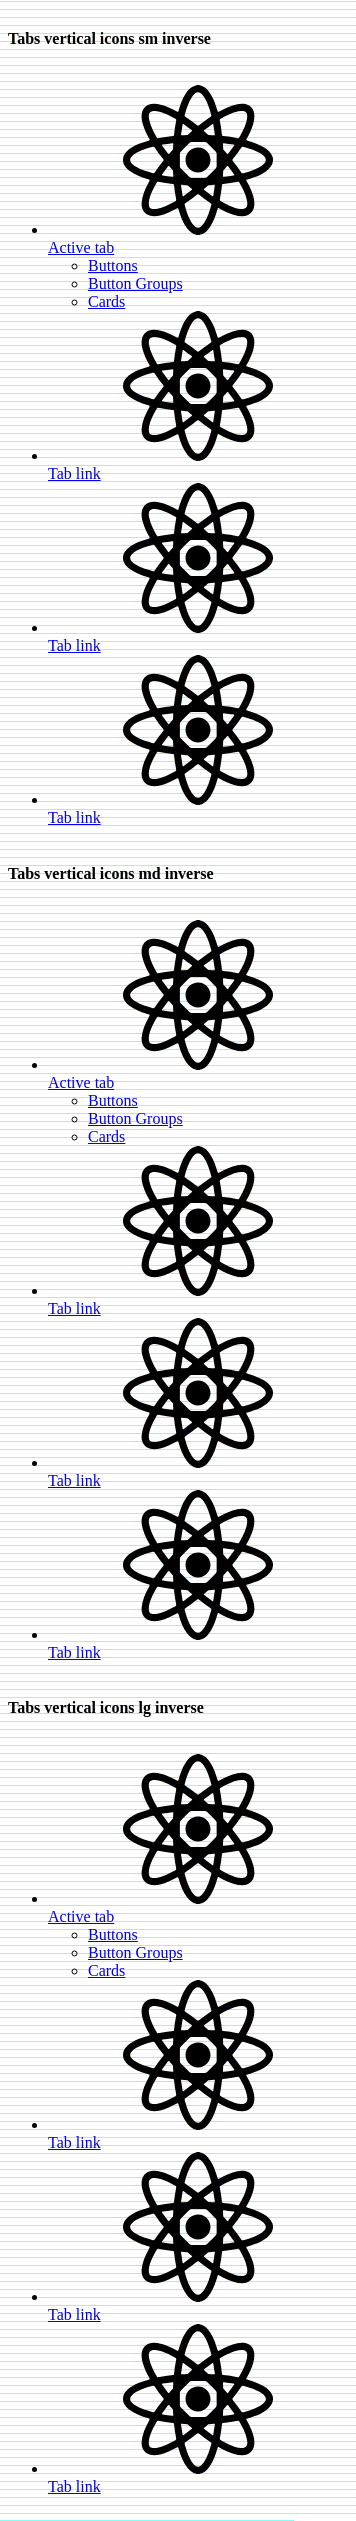 Tabs vertical icons sm inverse
Active tab
Buttons
Button Groups
Cards
Tab link
Tab link
Tab link
Tabs vertical icons md inverse
Active tab
Buttons
Button Groups
Cards
Tab link
Tab link
Tab link
Tabs vertical icons lg inverse
Active tab
Buttons
Button Groups
Cards
Tab link
Tab link
Tab link